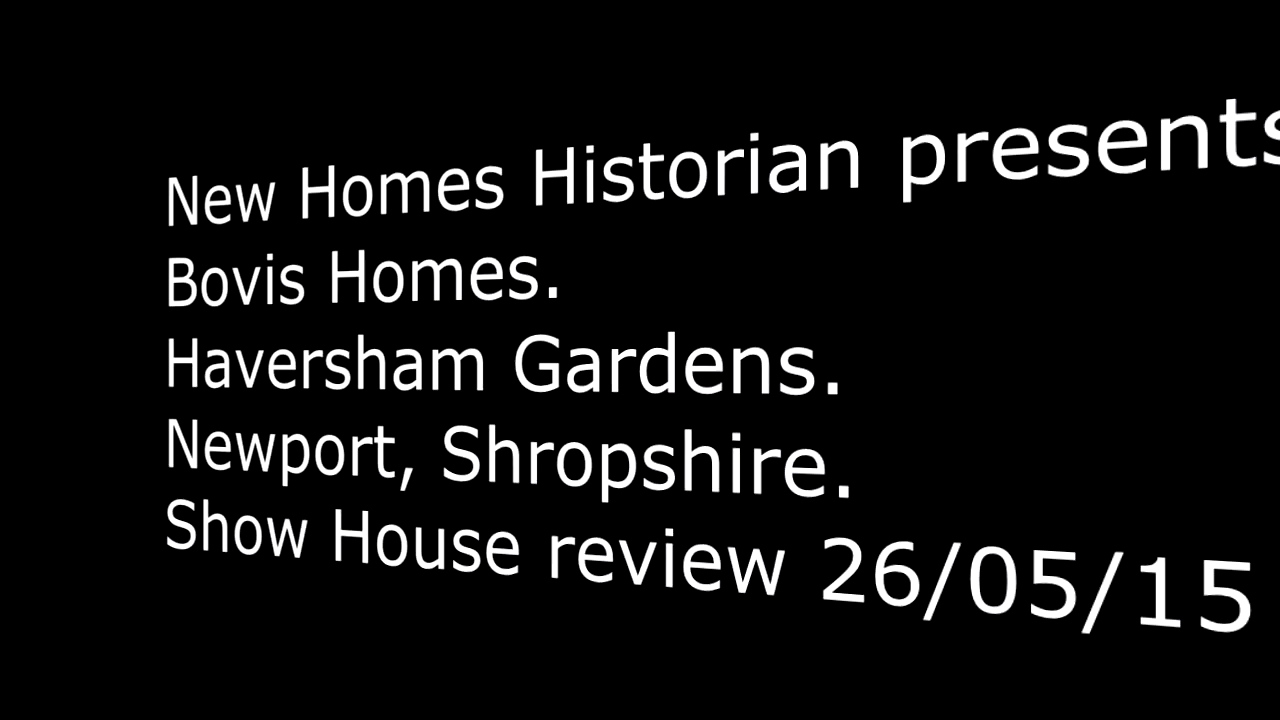 New Homes Historian presents
Bovis Homes.
Haversham Gardens.
Newport, Shropshire.
Show House review 26/05/15